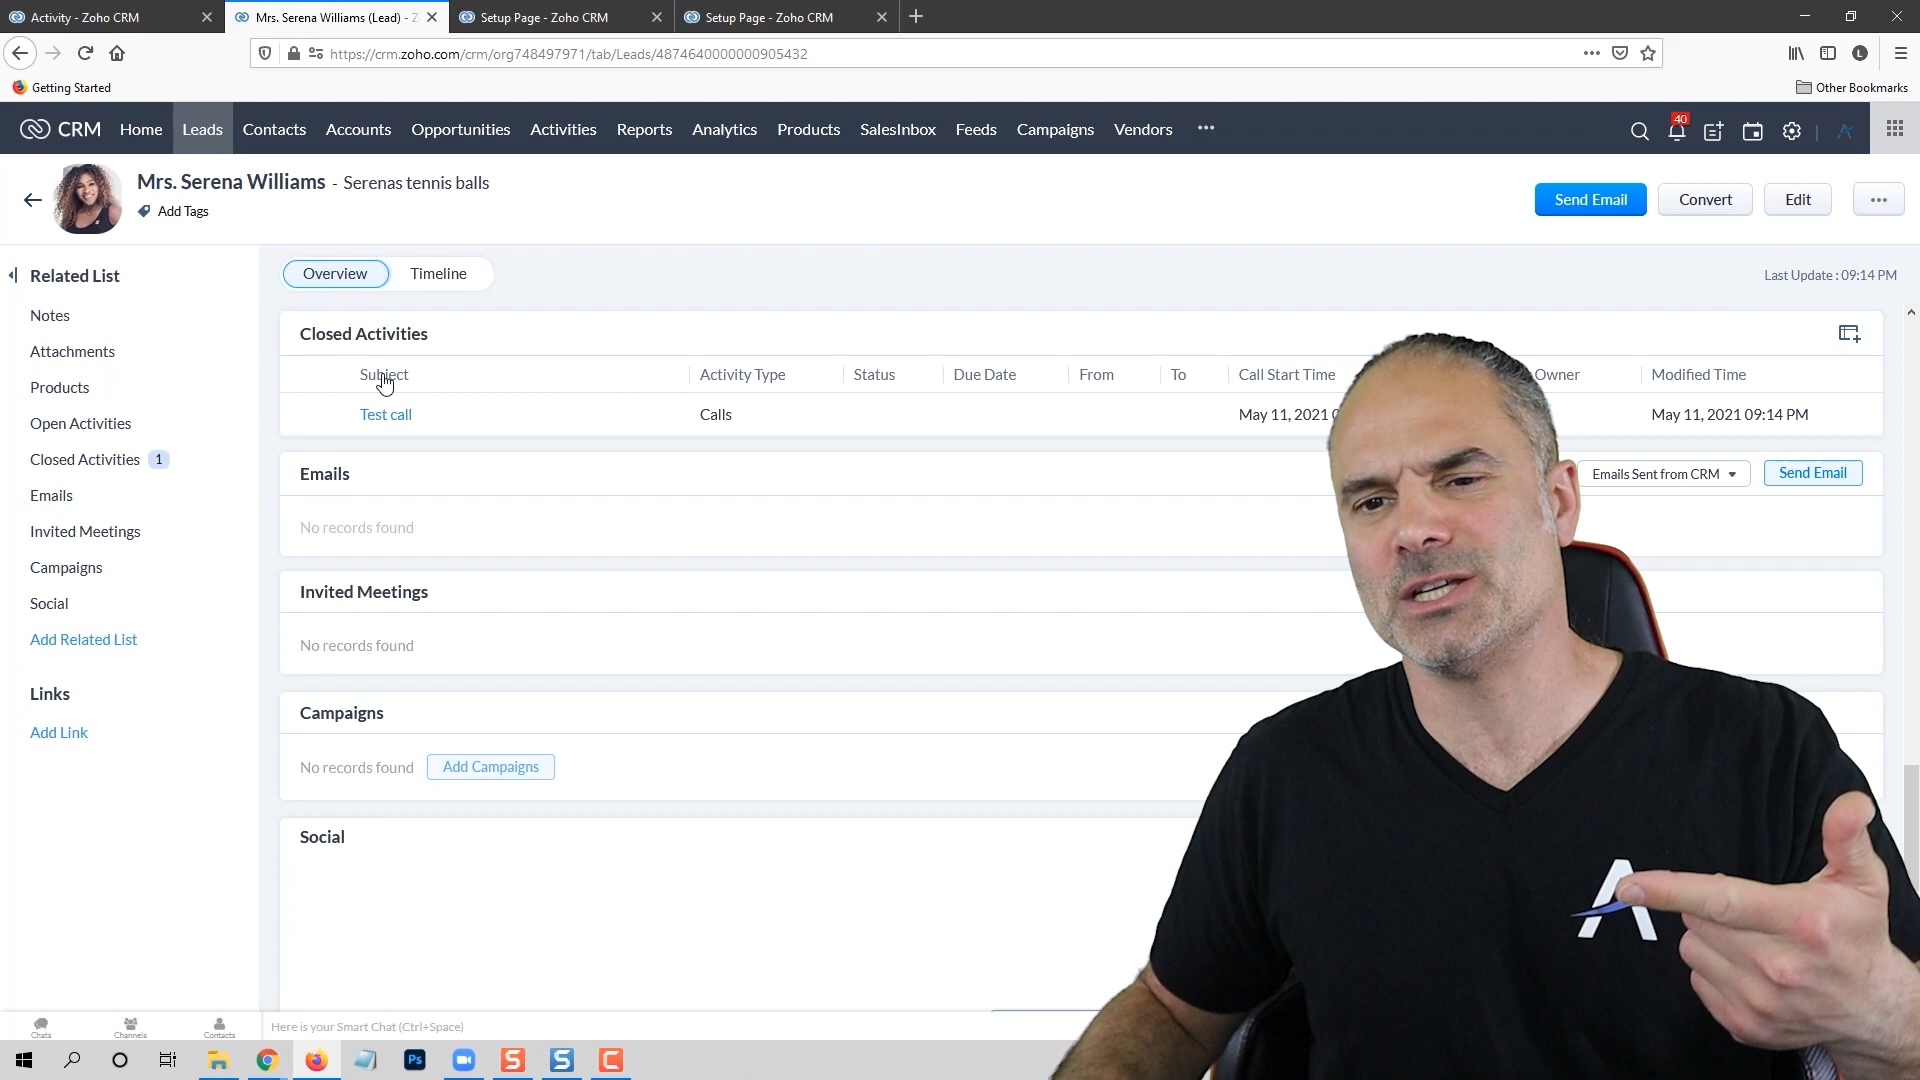 Activity - Zoho CRM
Mrs. Serena Williams (Lead) - Z
Setup Page - Zoho CRM
Setup Page - Zoho CRM
https://crm.zoho.com/crm/org748497971/tab/Leads/4874640000000905432
Getting Started
Other Bookmarks
CRM Home Leads Contacts Accounts Opportunities Activities Reports Analytics Products SalesInbox Feeds Campaigns Vendors
40
Mrs. Serena Williams - Serenas tennis balls
Add Tags
Send Email Convert Edit
Related List
Notes
Attachments
Products
Open Activities
Closed Activities 1
Emails
Invited Meetings
Campaigns
Social
Add Related List
Links
Add Link
Overview Timeline
Last Update : 09:14 PM
Closed Activities
Subject Activity Type Status Due Date From To Call Start Time Owner Modified Time
Test call Calls May 11, 2021 May 11, 2021 09:14 PM
Emails
Emails Sent from CRM Send Email
No records found
Invited Meetings
No records found
Campaigns
No records found Add Campaigns
Social
Chats Channels Contacts
Here is your Smart Chat (Ctrl+Space)
Ps